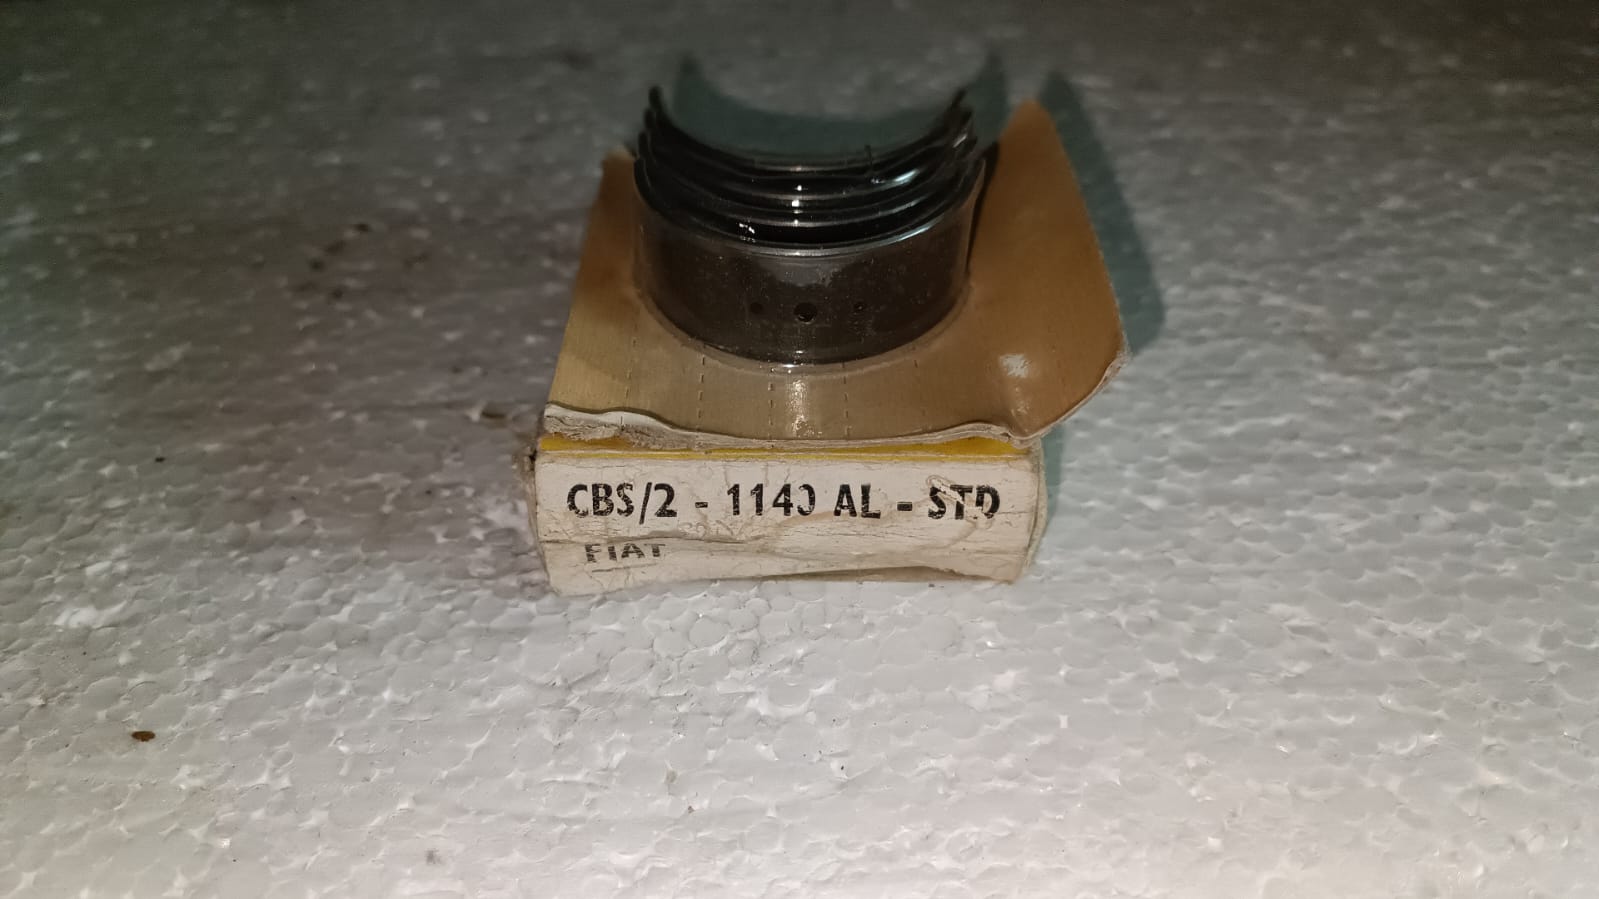 CBS/2 - 1140 AL - STD
FIAT